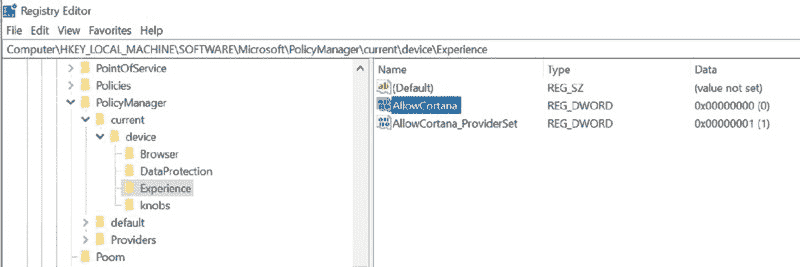 Registry Editor
File Edit View Favorites Help
Computer\HKEY_LOCAL_MACHINE\SOFTWARE\Microsoft\PolicyManager\current\device\Experience
PointOfService
Policies
PolicyManager
current
device
Browser
DataProtection
Experience
knobs
default
Providers
Poom
Name Type Data
ab (Default) REG_SZ (value not set)
AllowCortana REG_DWORD 0x00000000 (0)
AllowCortana_ProviderSet REG_DWORD 0x00000001 (1)